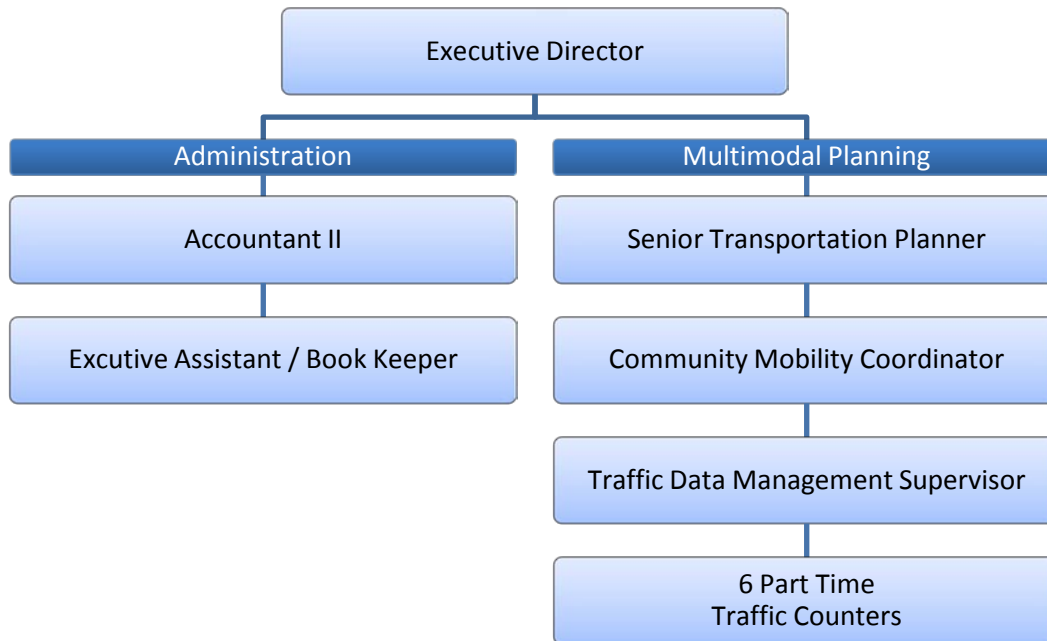 Executive Director
Administration
Accountant II
Excutive Assistant / Book Keeper
Multimodal Planning
Senior Transportation Planner
Community Mobility Coordinator
Traffic Data Management Supervisor
6 Part Time
Traffic Counters